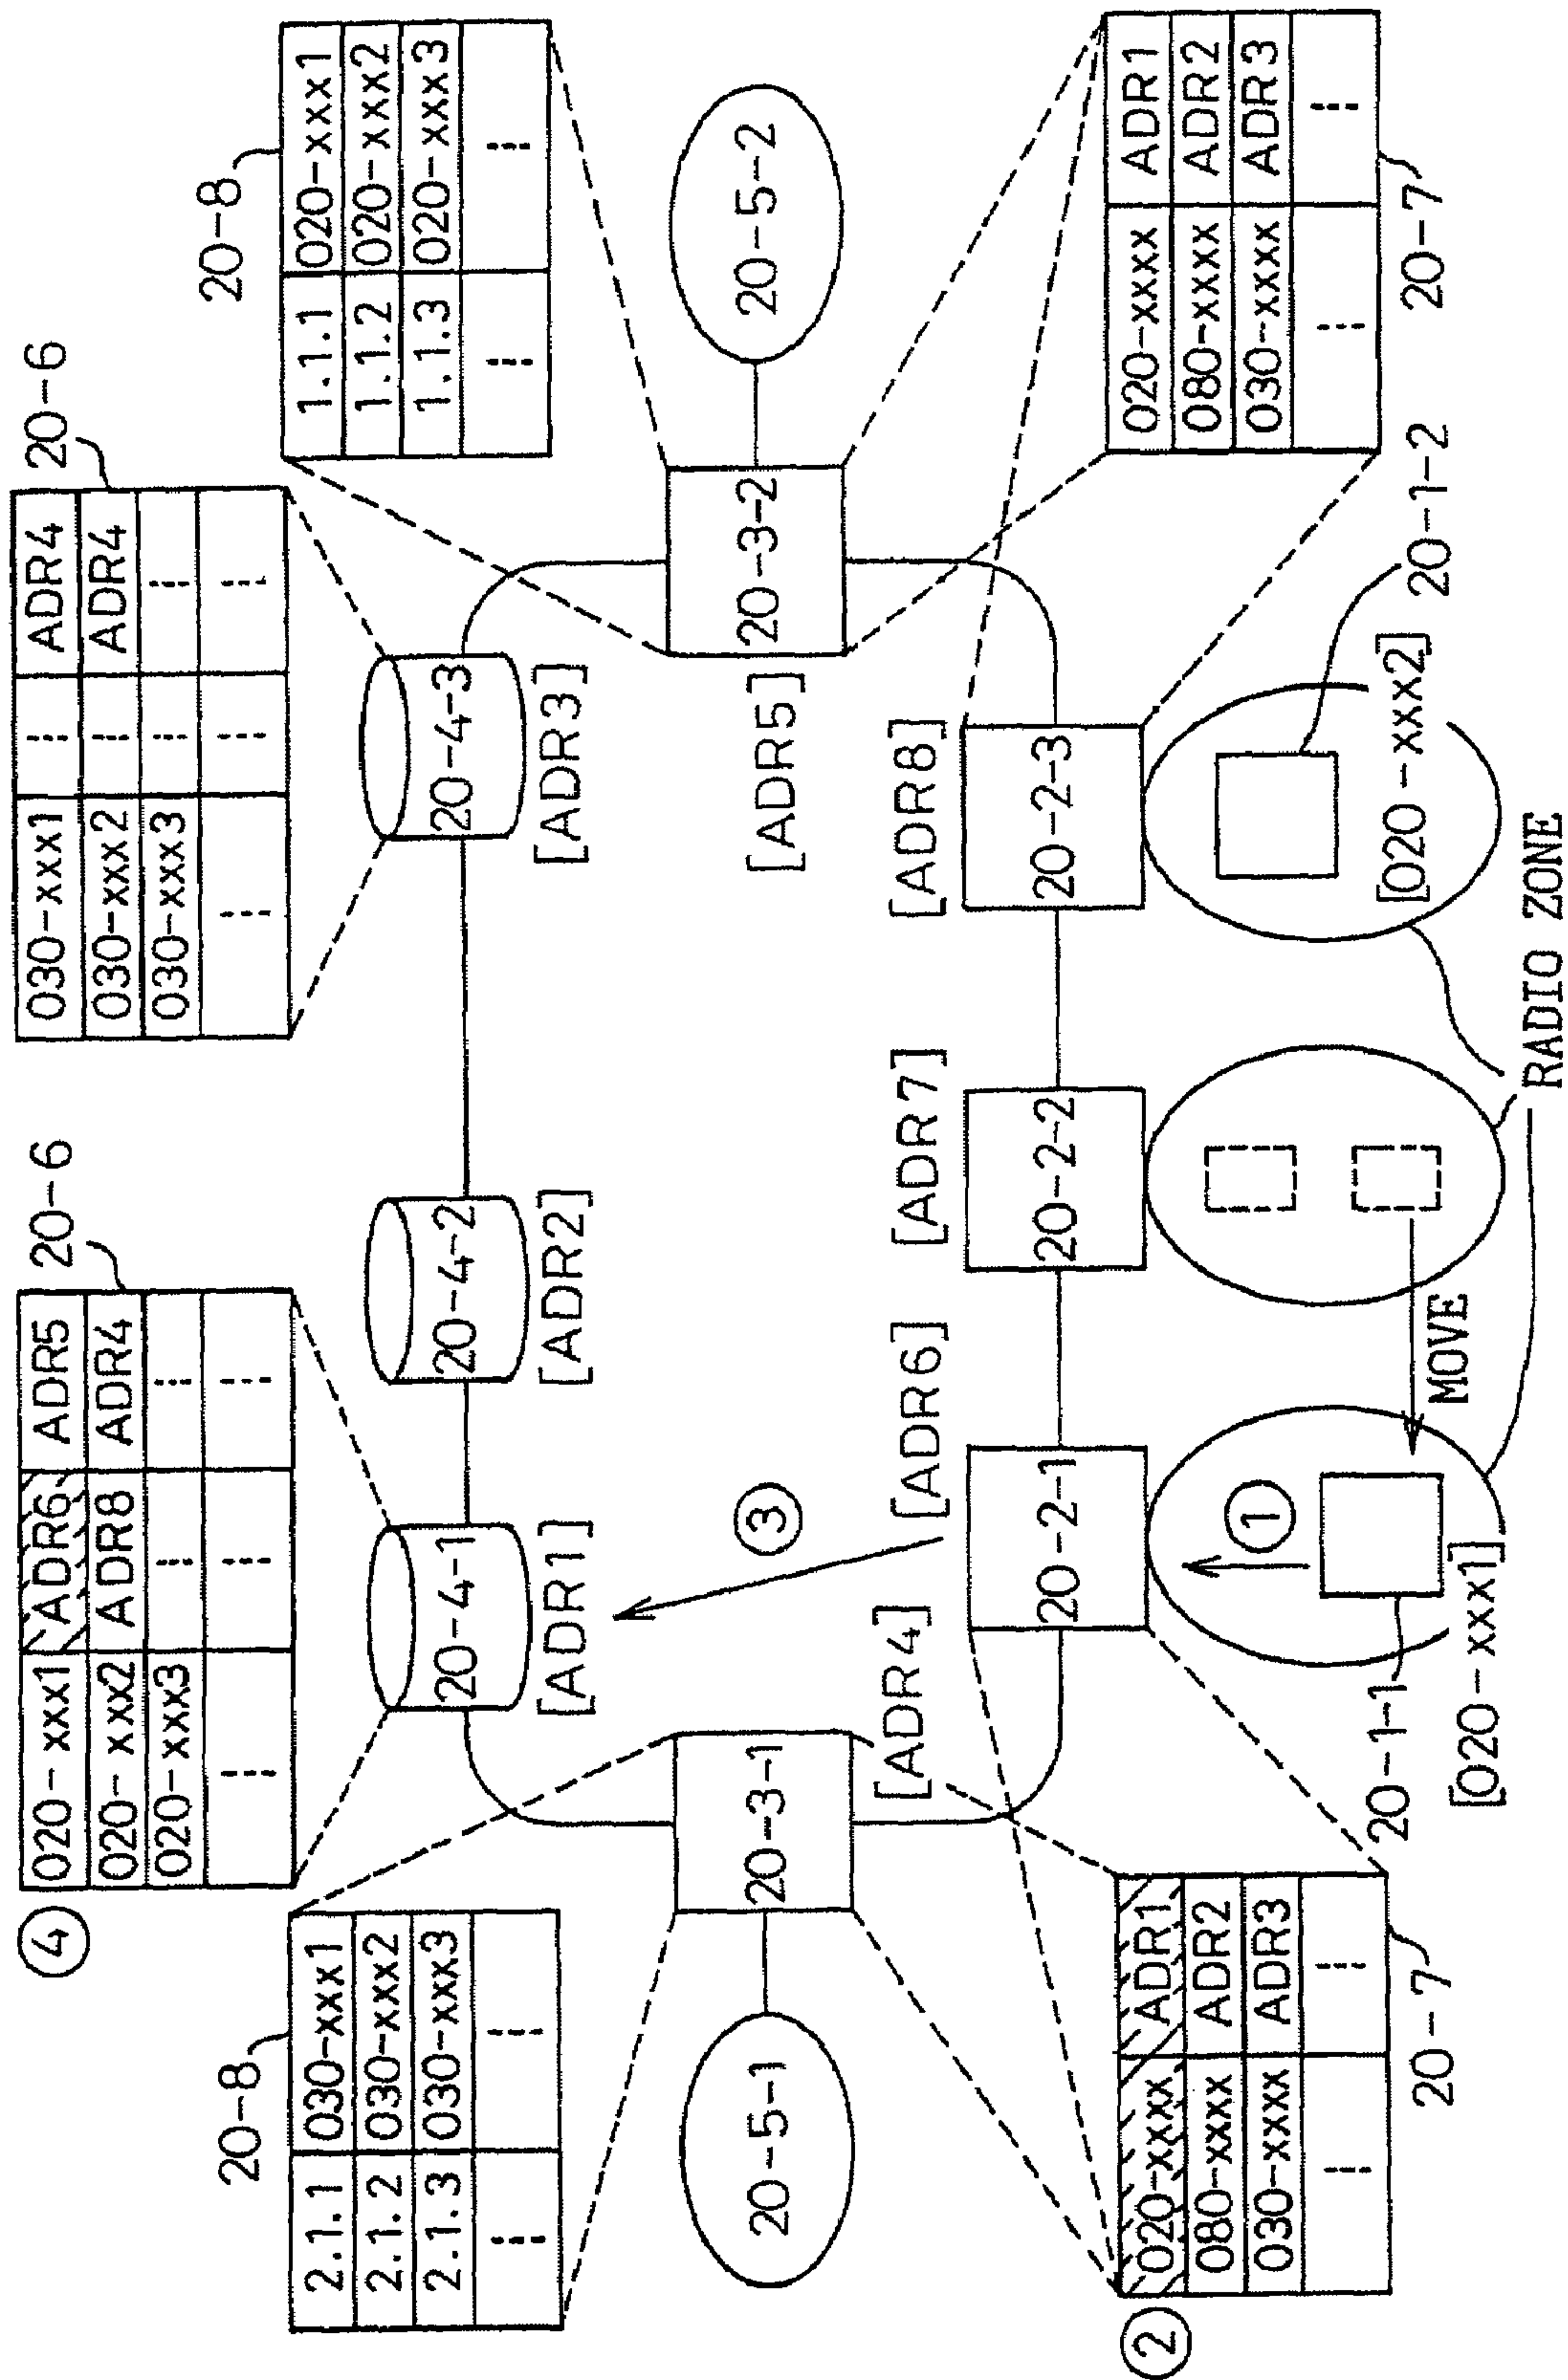 20-8
2.1.1 030-xxx1
2.1.2 030-xxx2
2.1.3 030-xxx3
④
020-xxx1 ADR6 ADR5
020-xxx2 ADR8 ADR4
020-xxx3
20-6
030-xxx1 ADR4
030-xxx2 ADR4
030-xxx3
20-6
20-8
1.1.1 020-xxx1
1.1.2 020-xxx2
1.1.3 020-xxx3
20-4-1
[ADR1]
20-4-2
[ADR2]
20-4-3
[ADR3]
20-5-1
20-3-1
[ADR4]
③
[ADR5]
20-3-2
20-5-2
[ADR6]
20-2-1
[ADR7]
20-2-2
[ADR8]
20-2-3
②
020-xxxx ADR1
080-xxxx ADR2
030-xxxx ADR3
20-7
①
20-1-1
[020-xxx1]
MOVE
[020-xxx2]
20-1-2
020-xxxx ADR1
080-xxxx ADR2
030-xxxx ADR3
20-7
RADIO ZONE